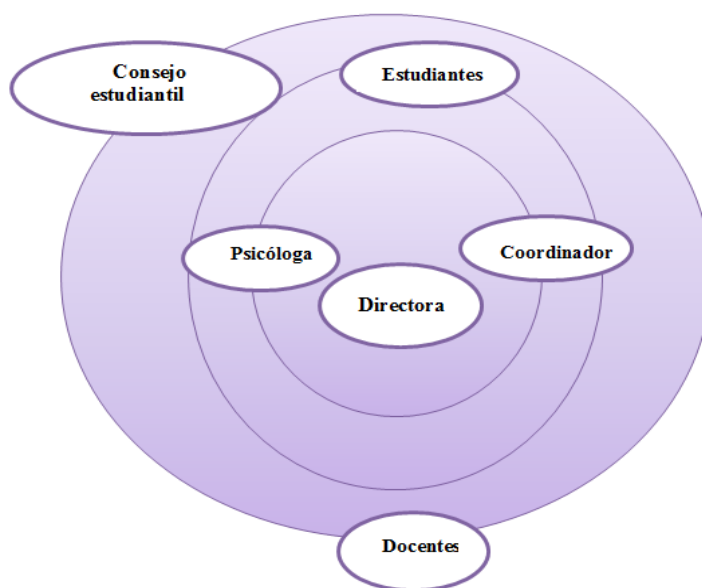 Consejo
estudiantil
Estudiantes
Psicóloga
Coordinador
Directora
Docentes